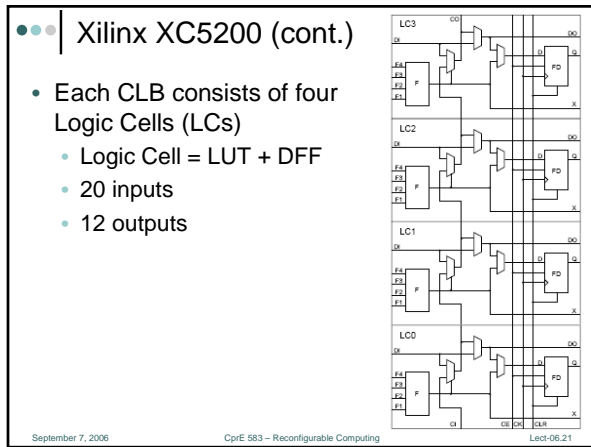 Xilinx XC5200 (cont.)
• Each CLB consists of four
Logic Cells (LCs)
• Logic Cell = LUT + DFF
• 20 inputs
• 12 outputs
LC3
CO
DI
DO
D
Q
FD
F4
F3
F2
F1
F
X
LC2
DI
DO
D
Q
FD
F4
F3
F2
F1
F
X
LC1
DI
DO
D
Q
FD
F4
F3
F2
F1
F
X
LC0
DI
DO
D
Q
FD
F4
F3
F2
F1
F
X
CI
CE
CK
CLR
September 7, 2006
CprE 583 – Reconfigurable Computing
Lect-06.21